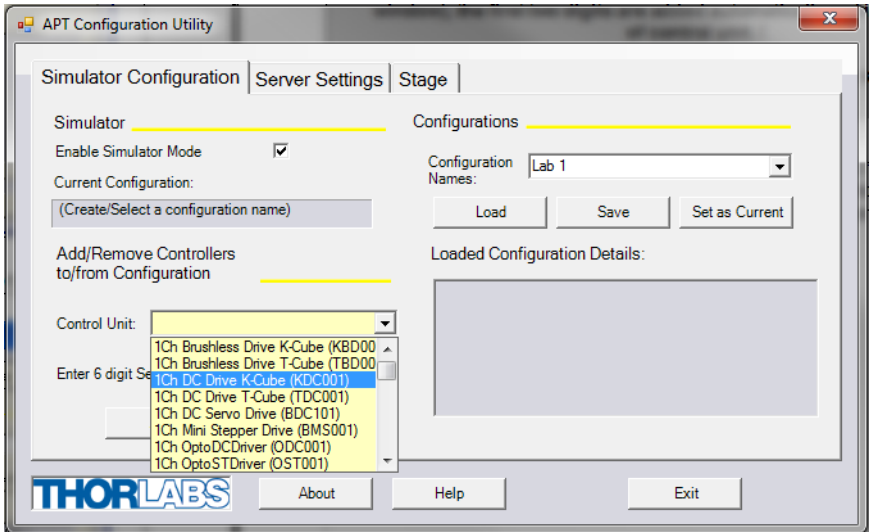 APT Configuration Utility
Simulator Configuration
Server Settings
Stage
Simulator
Enable Simulator Mode
Current Configuration:
(Create/Select a configuration name)
Add/Remove Controllers
to/from Configuration
Control Unit:
1Ch Brushless Drive K-Cube (KBD00
1Ch Brushless Drive T-Cube (TBD00
1Ch DC Drive K-Cube (KDC001)
1Ch DC Drive T-Cube (TDC001)
1Ch DC Servo Drive (BDC101)
1Ch Mini Stepper Drive (BMS001)
1Ch OptoDCDriver (ODC001)
1Ch OptoSTDriver (OST001)
Enter 6 digit Se
Configurations
Configuration
Names:
Lab 1
Load
Save
Set as Current
Loaded Configuration Details:
THORLABS
About
Help
Exit